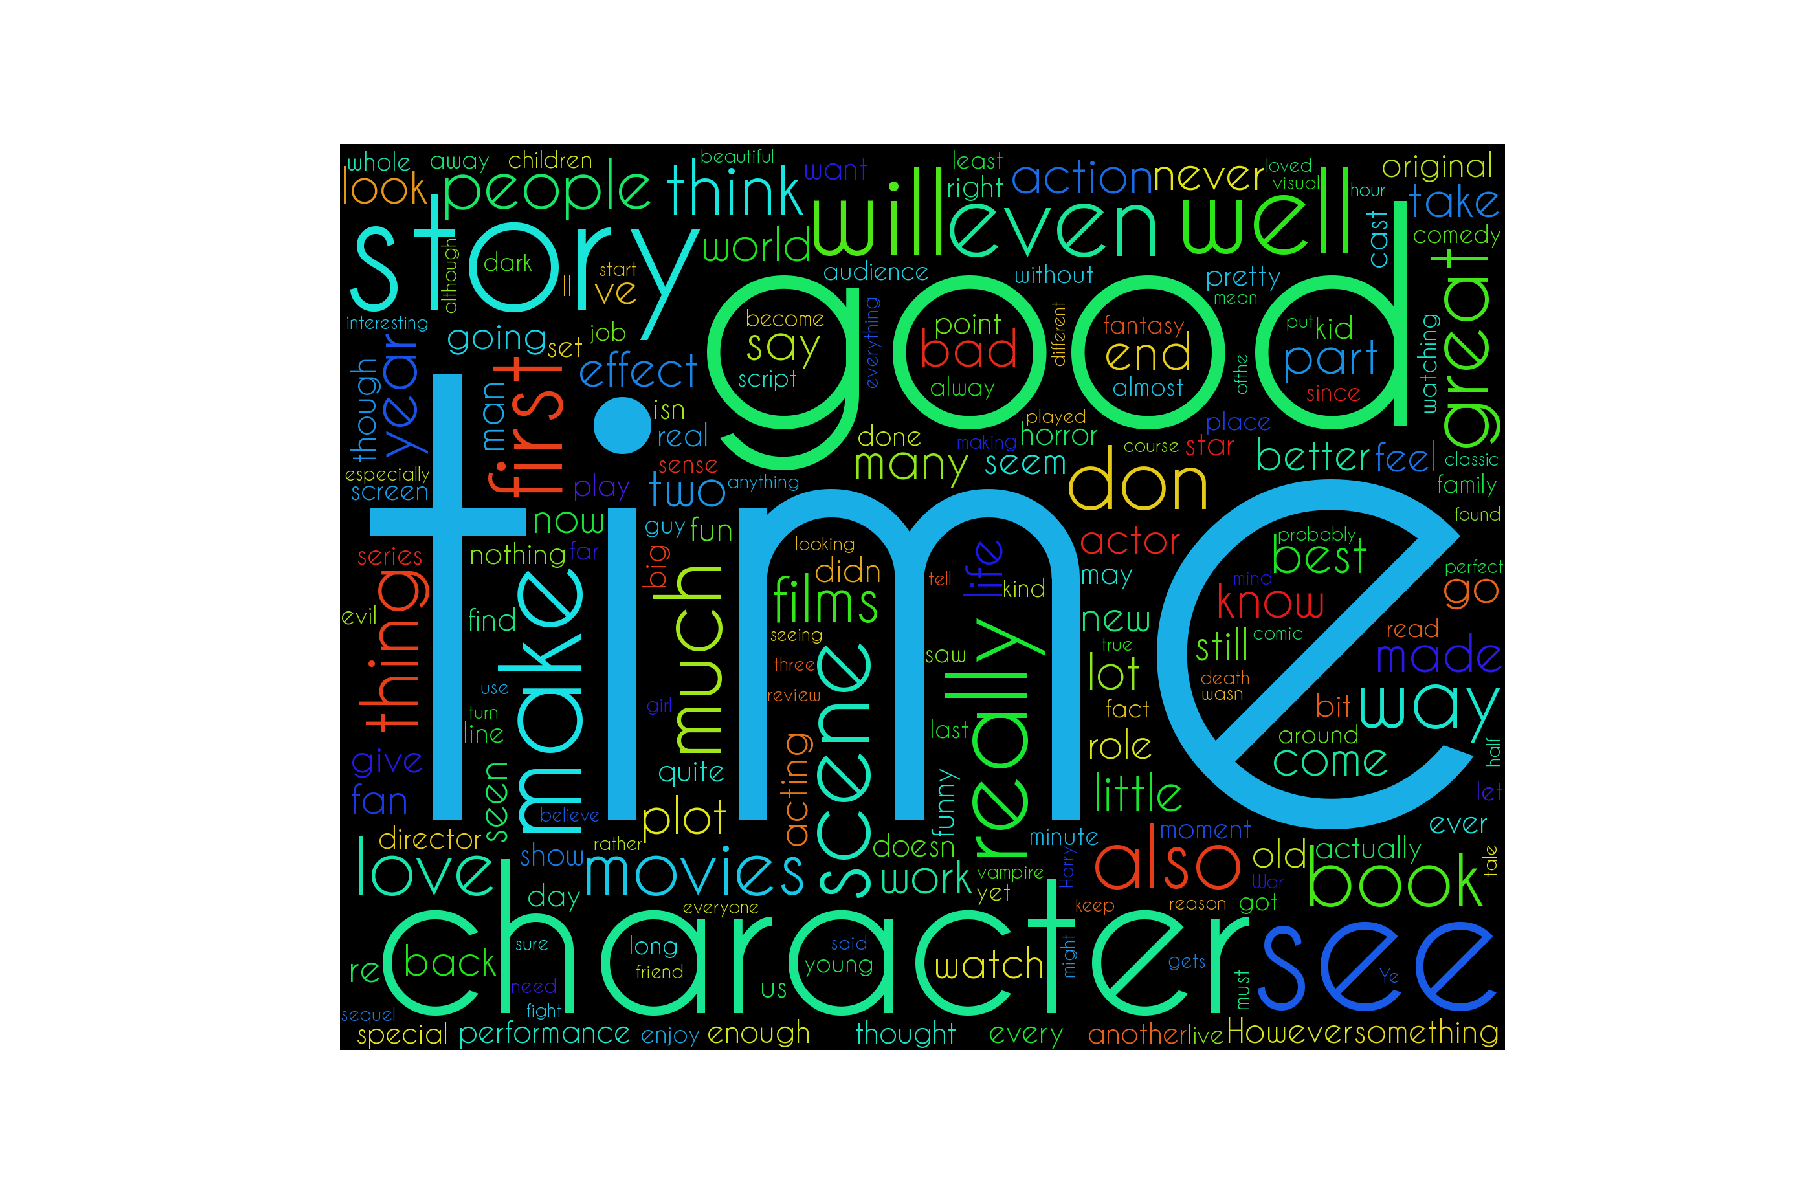 whole away children beautiful want least loved original
look people think right action never visual hour take
story will even well cast comedy
although dark ll start ve world audience without pretty great
interesting good mean
going set job become say script everything point bad alway different fantasy end almost ofthe put kid part since watching
though year man first effect
isn real done played making horror course star place
many seem don better feel classic
especially screen sense play two anything family
time
now guy fun found
series nothing far big looking didn tell life kind actor may probably best perfect
thing make much films mind know go
evil find seeing scene really new true still comic read made
three saw death wasn
use girl review lot fact bit way
turn line last role around come half
give quite acting
fan seen believe plot funny little let
director rather doesn minute moment ever
love show movies work vampire Harry also old actually tale
day yet War book
everyone keep reason got
character see
re back sure long friend said young watch might gets must Ye
need us
sequel fight
special performance enjoy enough thought every another live However something